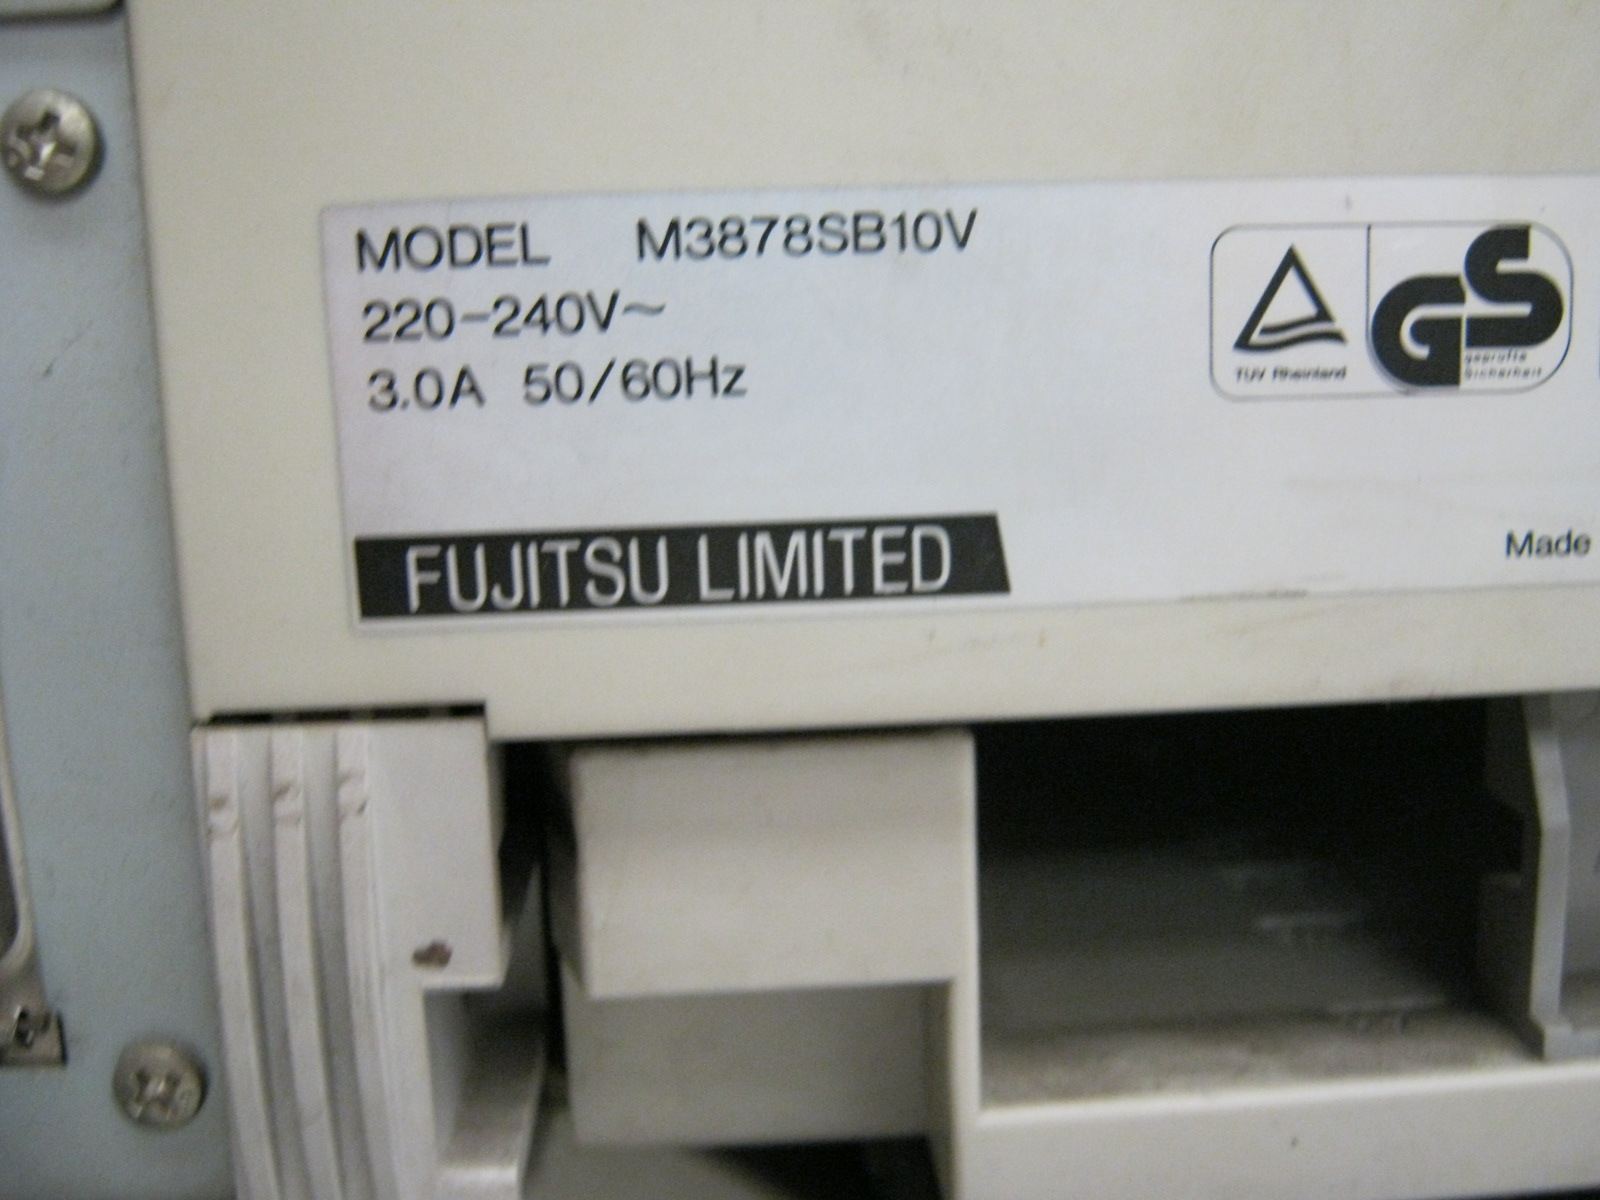 MODEL M3878SB10V
220-240V~
3.0A 50/60Hz
TÜV Rheinland
GS
geprüfte
Sicherheit
FUJITSU LIMITED
Made